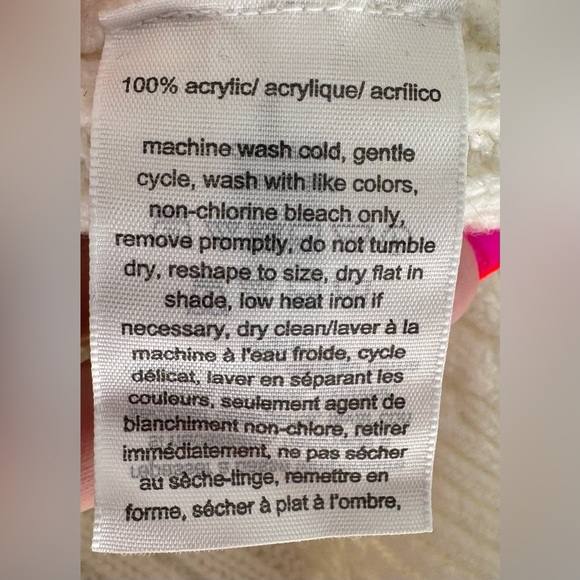 100% acrylic/ acrylique/ acrílico
machine wash cold, gentle
cycle, wash with like colors,
non-chlorine bleach only,
remove promptly, do not tumble
dry, reshape to size, dry flat in
shade, low heat iron if
necessary, dry clean/laver à la
machine à l'eau froide, cycle
délicat, laver en séparant les
couleurs, seulement agent de
blanchiment non-chlore, retirer
immédiatement, ne pas sécher
au sèche-linge, remettre en
forme, sécher à plat à l'ombre,